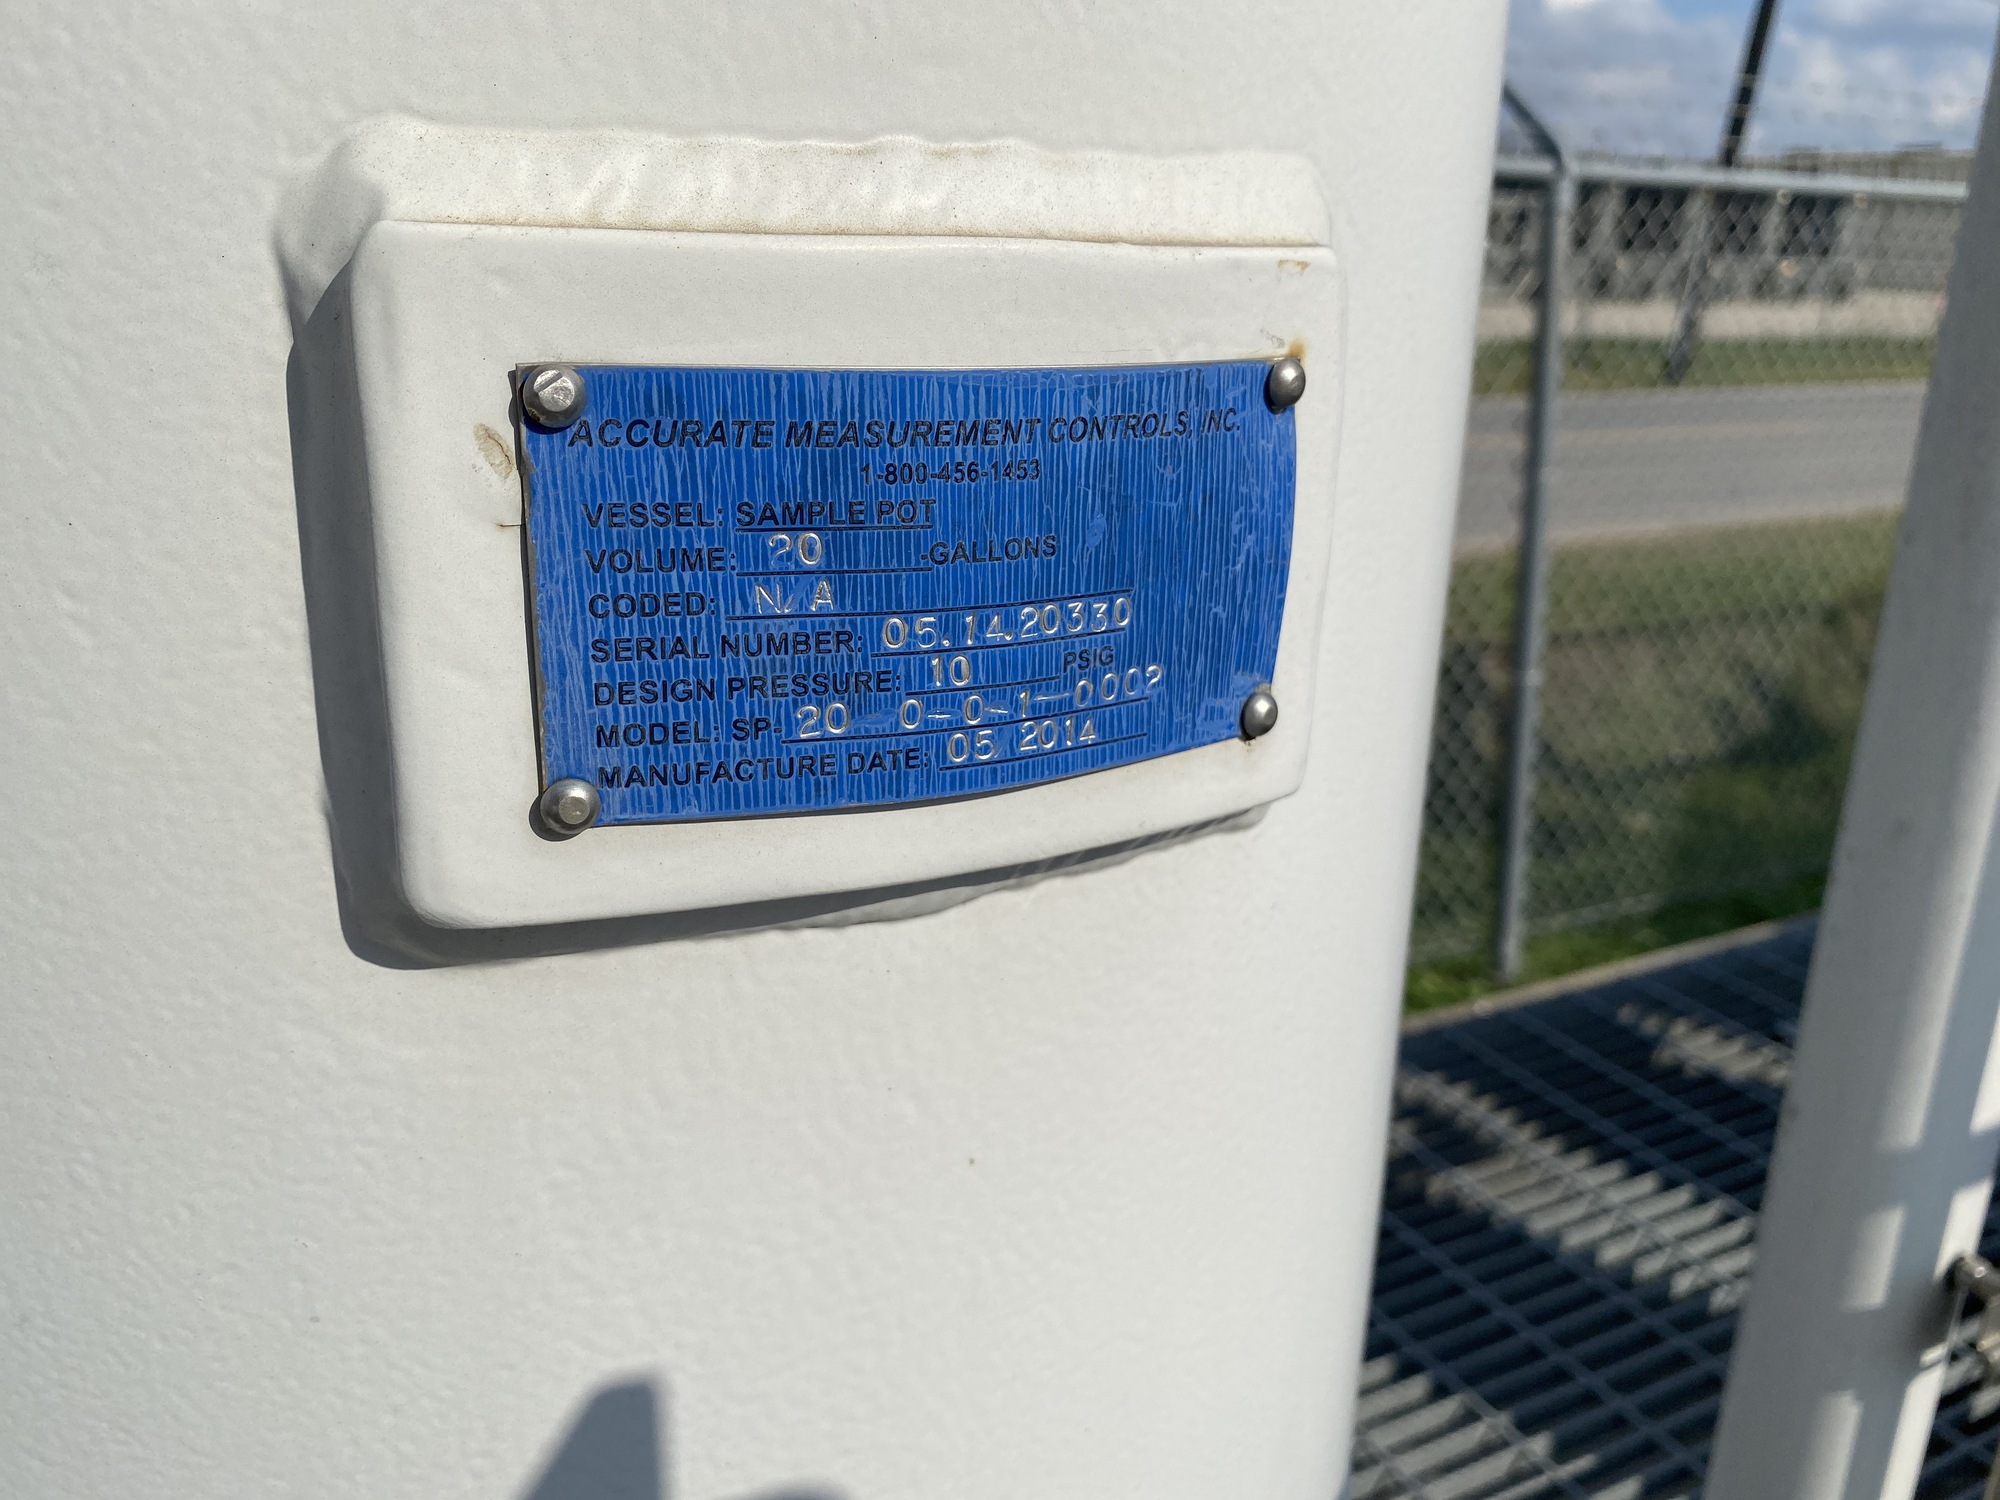 ACCURATE MEASUREMENT CONTROLS, INC.
1-800-456-1453
VESSEL: SAMPLE POT
VOLUME: 20 -GALLONS
CODED: N/A
SERIAL NUMBER: 05.14.20330
DESIGN PRESSURE: 10 PSIG
MODEL: SP- 20-0-0-1-0002
MANUFACTURE DATE: 05/2014